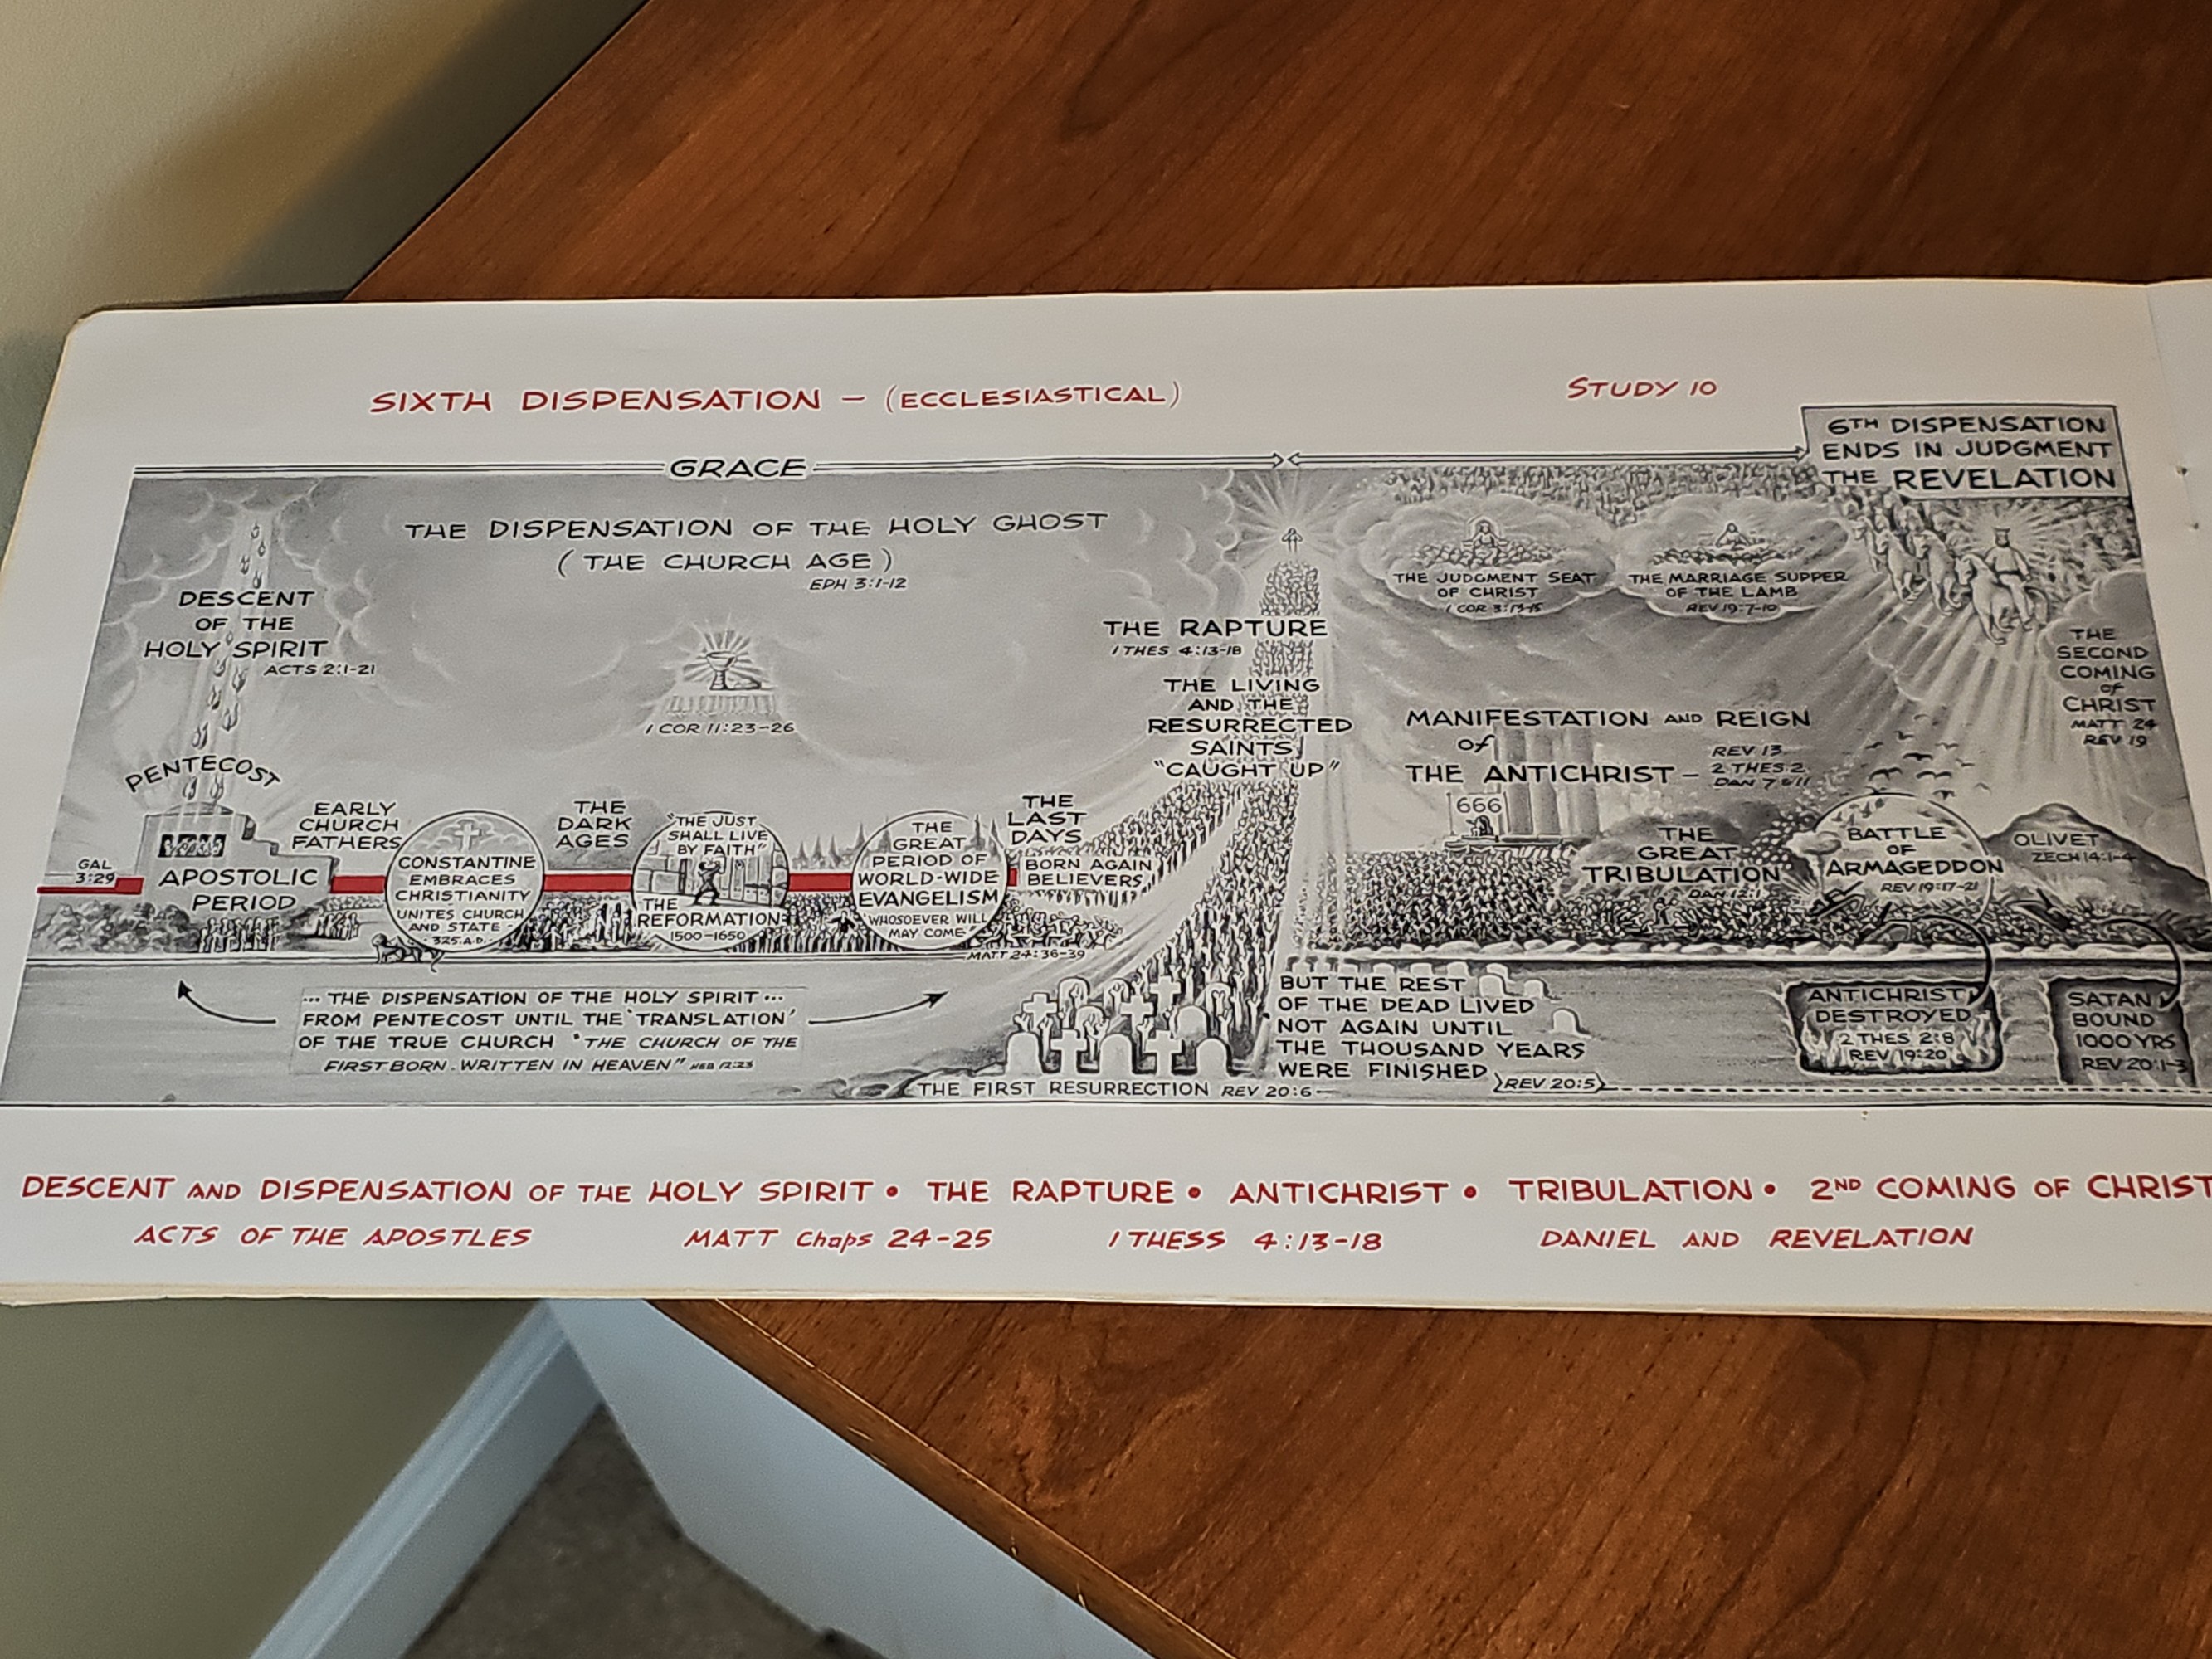 SIXTH DISPENSATION – (ECCLESIASTICAL)
STUDY 10
6TH DISPENSATION
ENDS IN JUDGMENT
THE REVELATION
GRACE
THE DISPENSATION OF THE HOLY GHOST
(THE CHURCH AGE)
EPH 3:1-12
DESCENT
OF THE
HOLY SPIRIT
ACTS 2:1-21
1 COR 11:23-26
PENTECOST
GAL
3:29
APOSTOLIC
PERIOD
EARLY
CHURCH
FATHERS
CONSTANTINE
EMBRACES
CHRISTIANITY
UNITES CHURCH
AND STATE
325 A.D.
THE
DARK
AGES
"THE JUST
SHALL LIVE
BY FAITH"
THE
REFORMATION
1500-1650
THE
GREAT
PERIOD OF
WORLD-WIDE
EVANGELISM
"WHOSOEVER WILL
MAY COME"
THE
LAST
DAYS
BORN AGAIN
BELIEVERS
MATT 24:36-39
THE RAPTURE
1 THES 4:13-18
THE LIVING
AND THE
RESURRECTED
SAINTS
"CAUGHT UP"
THE JUDGMENT SEAT
OF CHRIST
1 COR 3:13-15
THE MARRIAGE SUPPER
OF THE LAMB
REV 19:7-10
THE
SECOND
COMING
of
CHRIST
MATT 24
REV 19
MANIFESTATION AND REIGN
of
THE ANTICHRIST –
REV 13
2 THES 2
DAN 7 & 11
666
THE
GREAT
TRIBULATION
DAN 12:1
BATTLE
OF
ARMAGEDDON
REV 19:17-21
OLIVET
ZECH 14:1-4
... THE DISPENSATION OF THE HOLY SPIRIT ...
FROM PENTECOST UNTIL THE 'TRANSLATION'
OF THE TRUE CHURCH "THE CHURCH OF THE
FIRSTBORN. WRITTEN IN HEAVEN" HEB 12:23
THE FIRST RESURRECTION REV 20:6
BUT THE REST
OF THE DEAD LIVED
NOT AGAIN UNTIL
THE THOUSAND YEARS
WERE FINISHED
REV 20:5
ANTICHRIST
DESTROYED
2 THES 2:8
REV 19:20
SATAN
BOUND
1000 YRS
REV 20:1-3
DESCENT AND DISPENSATION OF THE HOLY SPIRIT • THE RAPTURE • ANTICHRIST • TRIBULATION • 2ND COMING OF CHRIST
ACTS OF THE APOSTLES MATT Chaps 24-25 1 THESS 4:13-18 DANIEL AND REVELATION